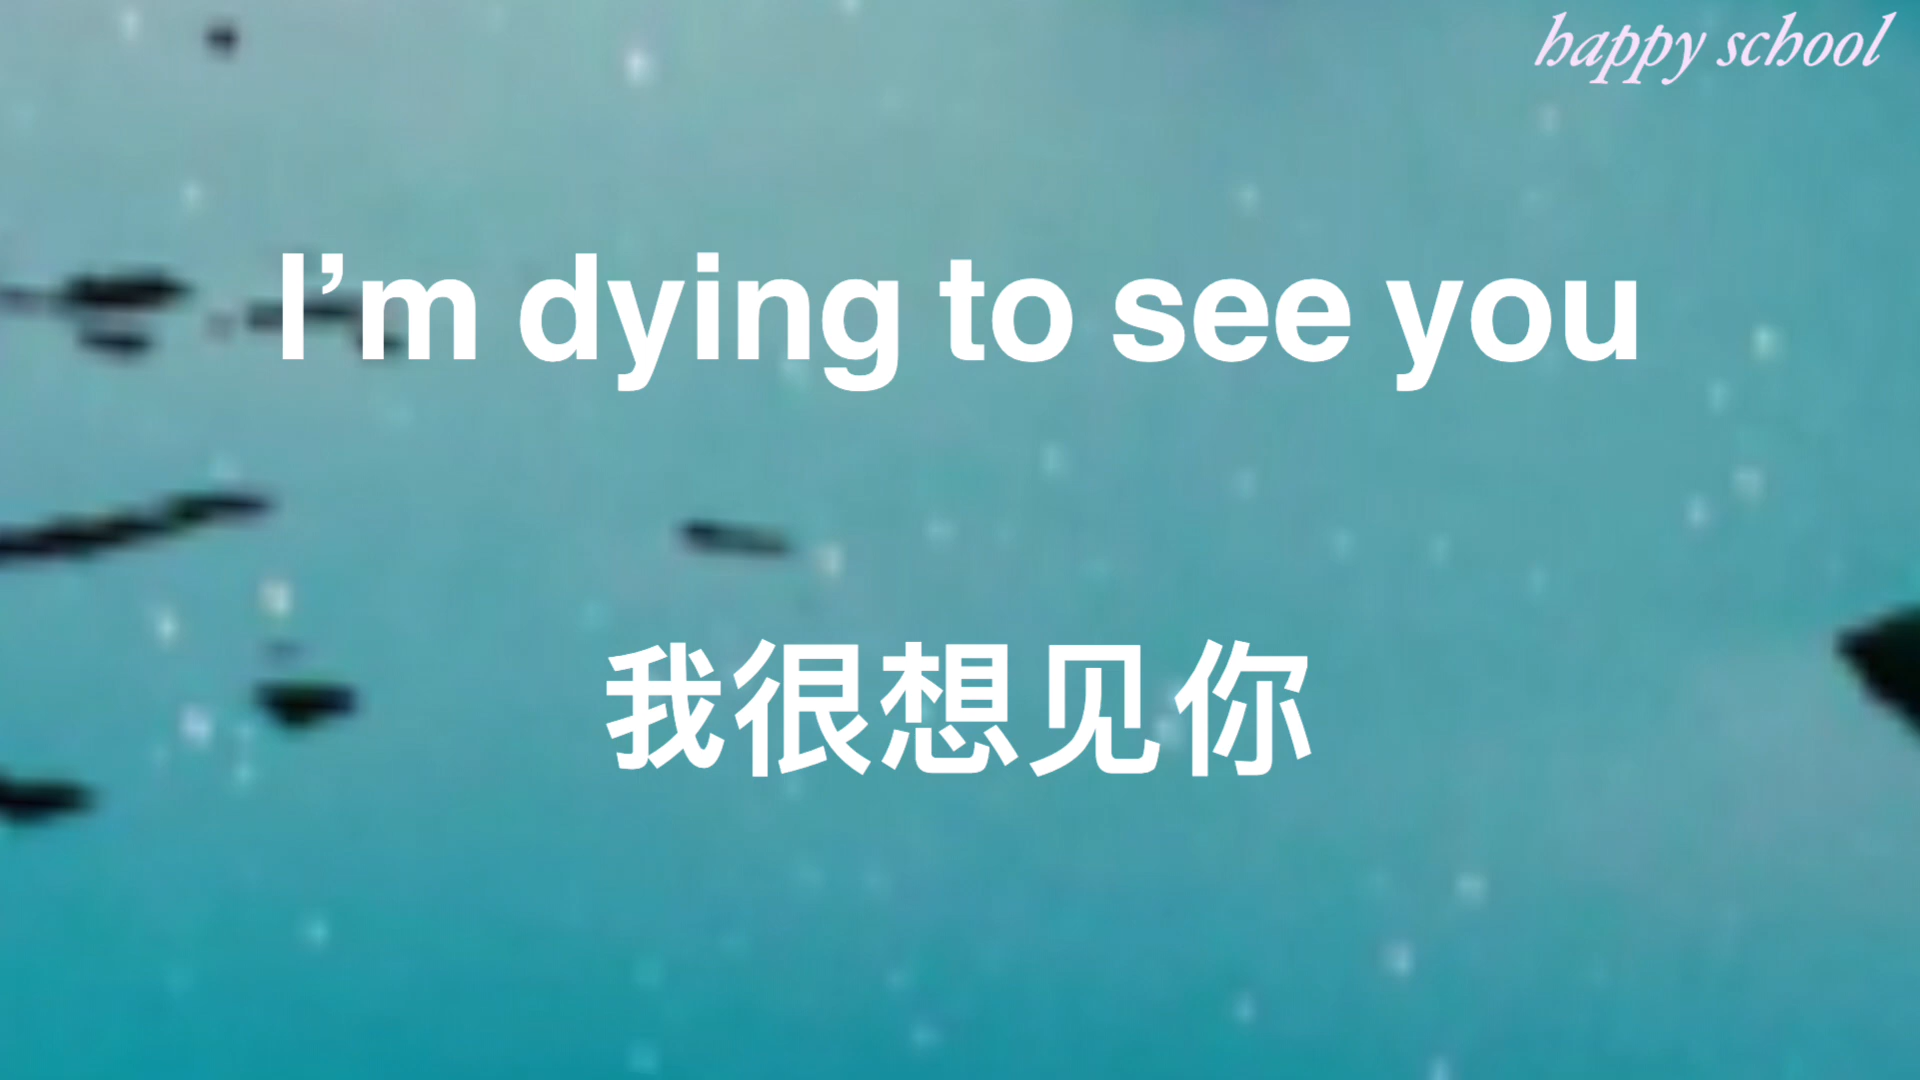 happy school
I’m dying to see you
我很想见你